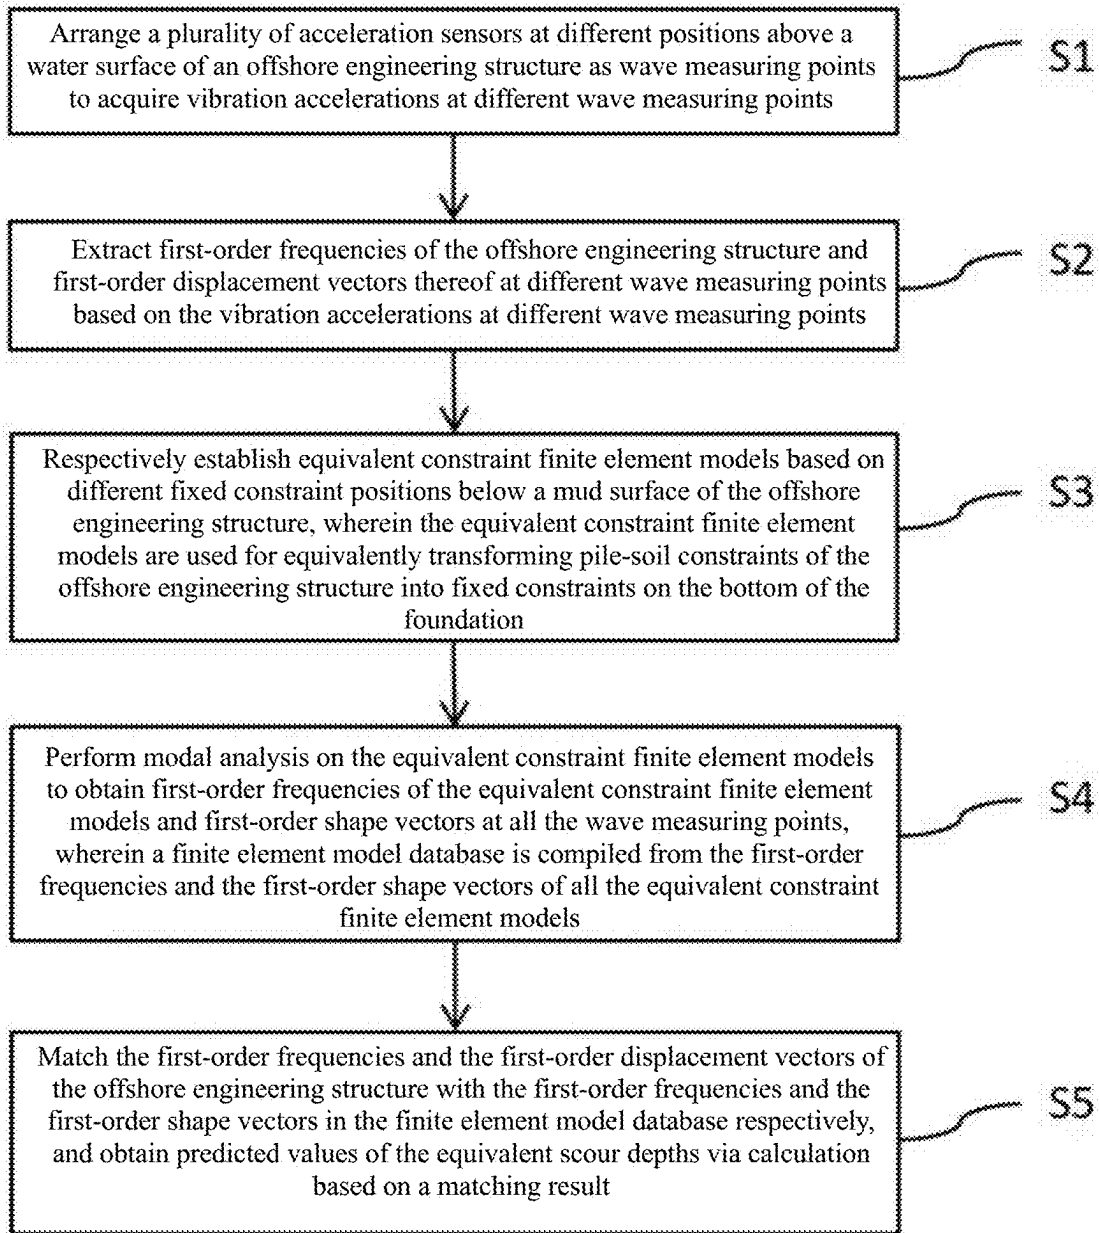 Arrange a plurality of acceleration sensors at different positions above a
water surface of an offshore engineering structure as wave measuring points
to acquire vibration accelerations at different wave measuring points
S1
Extract first-order frequencies of the offshore engineering structure and
first-order displacement vectors thereof at different wave measuring points
based on the vibration accelerations at different wave measuring points
S2
Respectively establish equivalent constraint finite element models based on
different fixed constraint positions below a mud surface of the offshore
engineering structure, wherein the equivalent constraint finite element
models are used for equivalently transforming pile-soil constraints of the
offshore engineering structure into fixed constraints on the bottom of the
foundation
S3
Perform modal analysis on the equivalent constraint finite element models
to obtain first-order frequencies of the equivalent constraint finite element
models and first-order shape vectors at all the wave measuring points,
wherein a finite element model database is compiled from the first-order
frequencies and the first-order shape vectors of all the equivalent constraint
finite element models
S4
Match the first-order frequencies and the first-order displacement vectors of
the offshore engineering structure with the first-order frequencies and the
first-order shape vectors in the finite element model database respectively,
and obtain predicted values of the equivalent scour depths via calculation
based on a matching result
S5